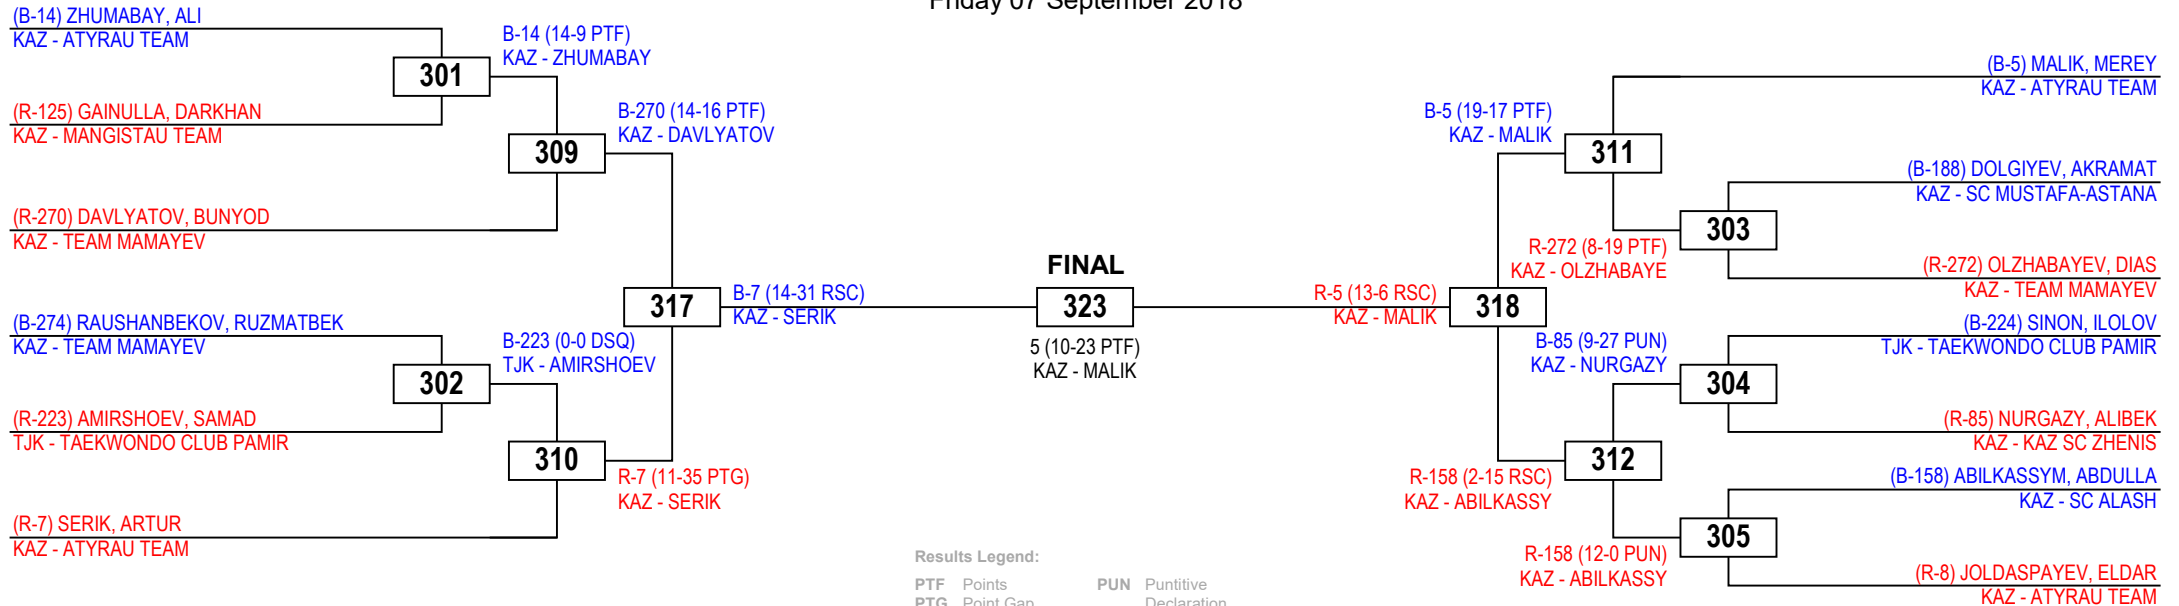 Friday 07 September 2018
(B-14) ZHUMABAY, ALI
KAZ - ATYRAU TEAM
301
B-14 (14-9 PTF)
KAZ - ZHUMABAY
(R-125) GAINULLA, DARKHAN
KAZ - MANGISTAU TEAM
309
B-270 (14-16 PTF)
KAZ - DAVLYATOV
(R-270) DAVLYATOV, BUNYOD
KAZ - TEAM MAMAYEV
317
B-7 (14-31 RSC)
KAZ - SERIK
(B-274) RAUSHANBEKOV, RUZMATBEK
KAZ - TEAM MAMAYEV
302
B-223 (0-0 DSQ)
TJK - AMIRSHOEV
(R-223) AMIRSHOEV, SAMAD
TJK - TAEKWONDO CLUB PAMIR
310
R-7 (11-35 PTG)
KAZ - SERIK
(R-7) SERIK, ARTUR
KAZ - ATYRAU TEAM
FINAL
323
5 (10-23 PTF)
KAZ - MALIK
(B-5) MALIK, MEREY
KAZ - ATYRAU TEAM
B-5 (19-17 PTF)
KAZ - MALIK
311
(B-188) DOLGIYEV, AKRAMAT
KAZ - SC MUSTAFA-ASTANA
303
R-272 (8-19 PTF)
KAZ - OLZHABAYE
(R-272) OLZHABAYEV, DIAS
KAZ - TEAM MAMAYEV
R-5 (13-6 RSC)
KAZ - MALIK
318
(B-224) SINON, ILOLOV
TJK - TAEKWONDO CLUB PAMIR
B-85 (9-27 PUN)
KAZ - NURGAZY
304
(R-85) NURGAZY, ALIBEK
KAZ - KAZ SC ZHENIS
312
R-158 (2-15 RSC)
KAZ - ABILKASSY
(B-158) ABILKASSYM, ABDULLA
KAZ - SC ALASH
305
R-158 (12-0 PUN)
KAZ - ABILKASSY
(R-8) JOLDASPAYEV, ELDAR
KAZ - ATYRAU TEAM
Results Legend:
PTF Points
PUN Puntitive
PTG Point Gap
Declaration